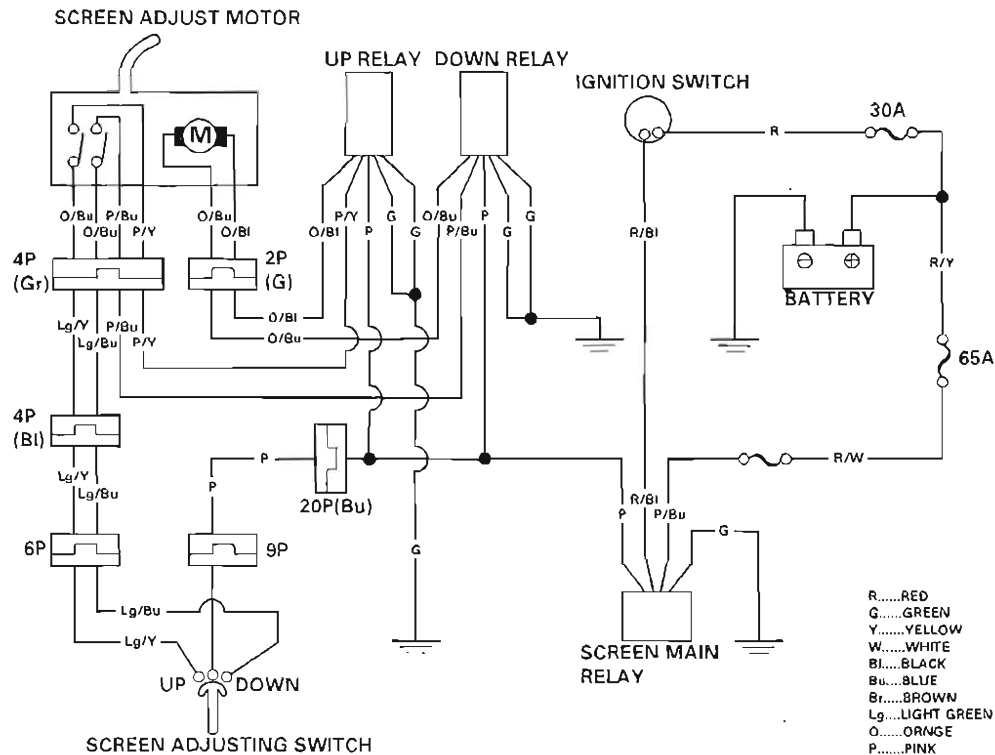 SCREEN ADJUST MOTOR
UP RELAY DOWN RELAY
IGNITION SWITCH
30A
R
M
O/Bu
O/Bu
P/Bu
P/Y
O/Bu
O/Bl
O/Bl
P/Y
P
G
G
O/Bu
P/Bu
P
G
G
R/Bl
R/Y
4P
(Gr)
2P
(G)
BATTERY
Lg/Y
Lg/Bu
P/Bu
P/Y
O/Bl
O/Bu
65A
4P
(Bl)
P
R/W
Lg/Y
Lg/Bu
P
20P(Bu)
R/Bl
P
P/Bu
G
6P
9P
G
Lg/Bu
Lg/Y
UP DOWN
SCREEN MAIN
RELAY
SCREEN ADJUSTING SWITCH
R.....RED
G.....GREEN
Y......YELLOW
W.....WHITE
Bl....BLACK
Bu...BLUE
Br...BROWN
Lg....LIGHT GREEN
O.....ORNGE
P......PINK